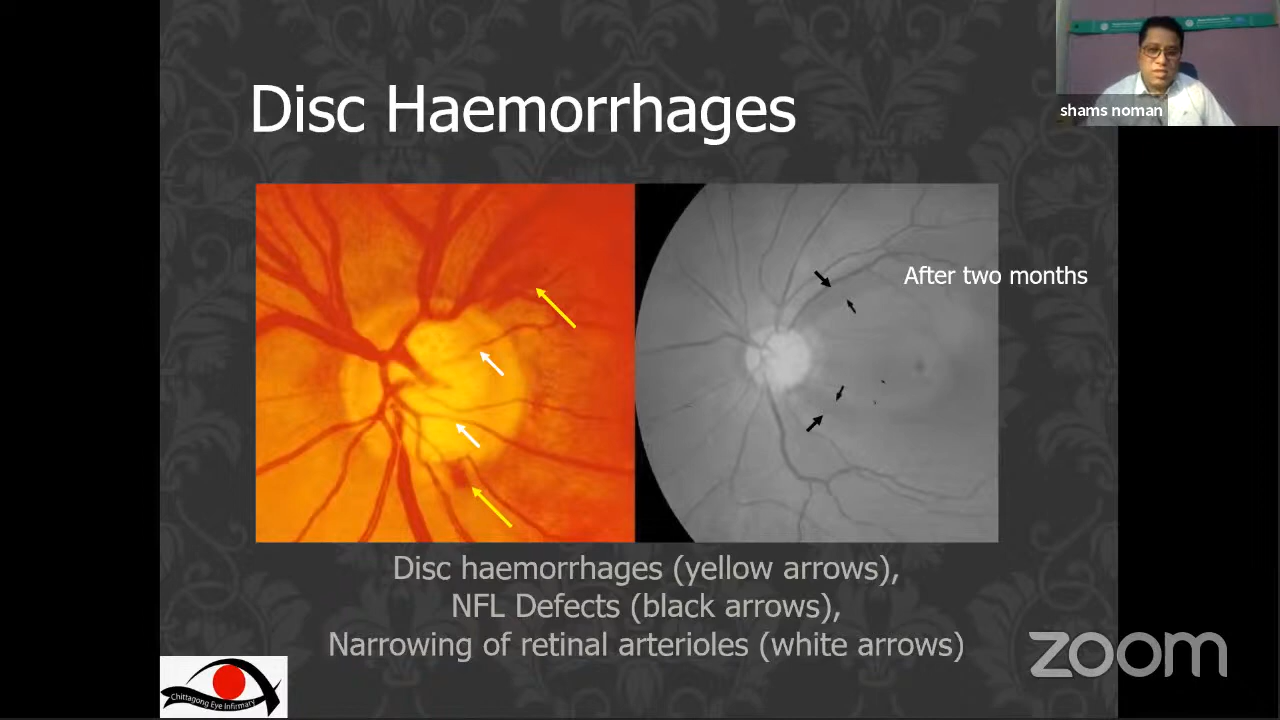 Disc Haemorrhages
shams noman
After two months
Disc haemorrhages (yellow arrows),
NFL Defects (black arrows),
Narrowing of retinal arterioles (white arrows)
zoom
Chittagong Eye Infirmary